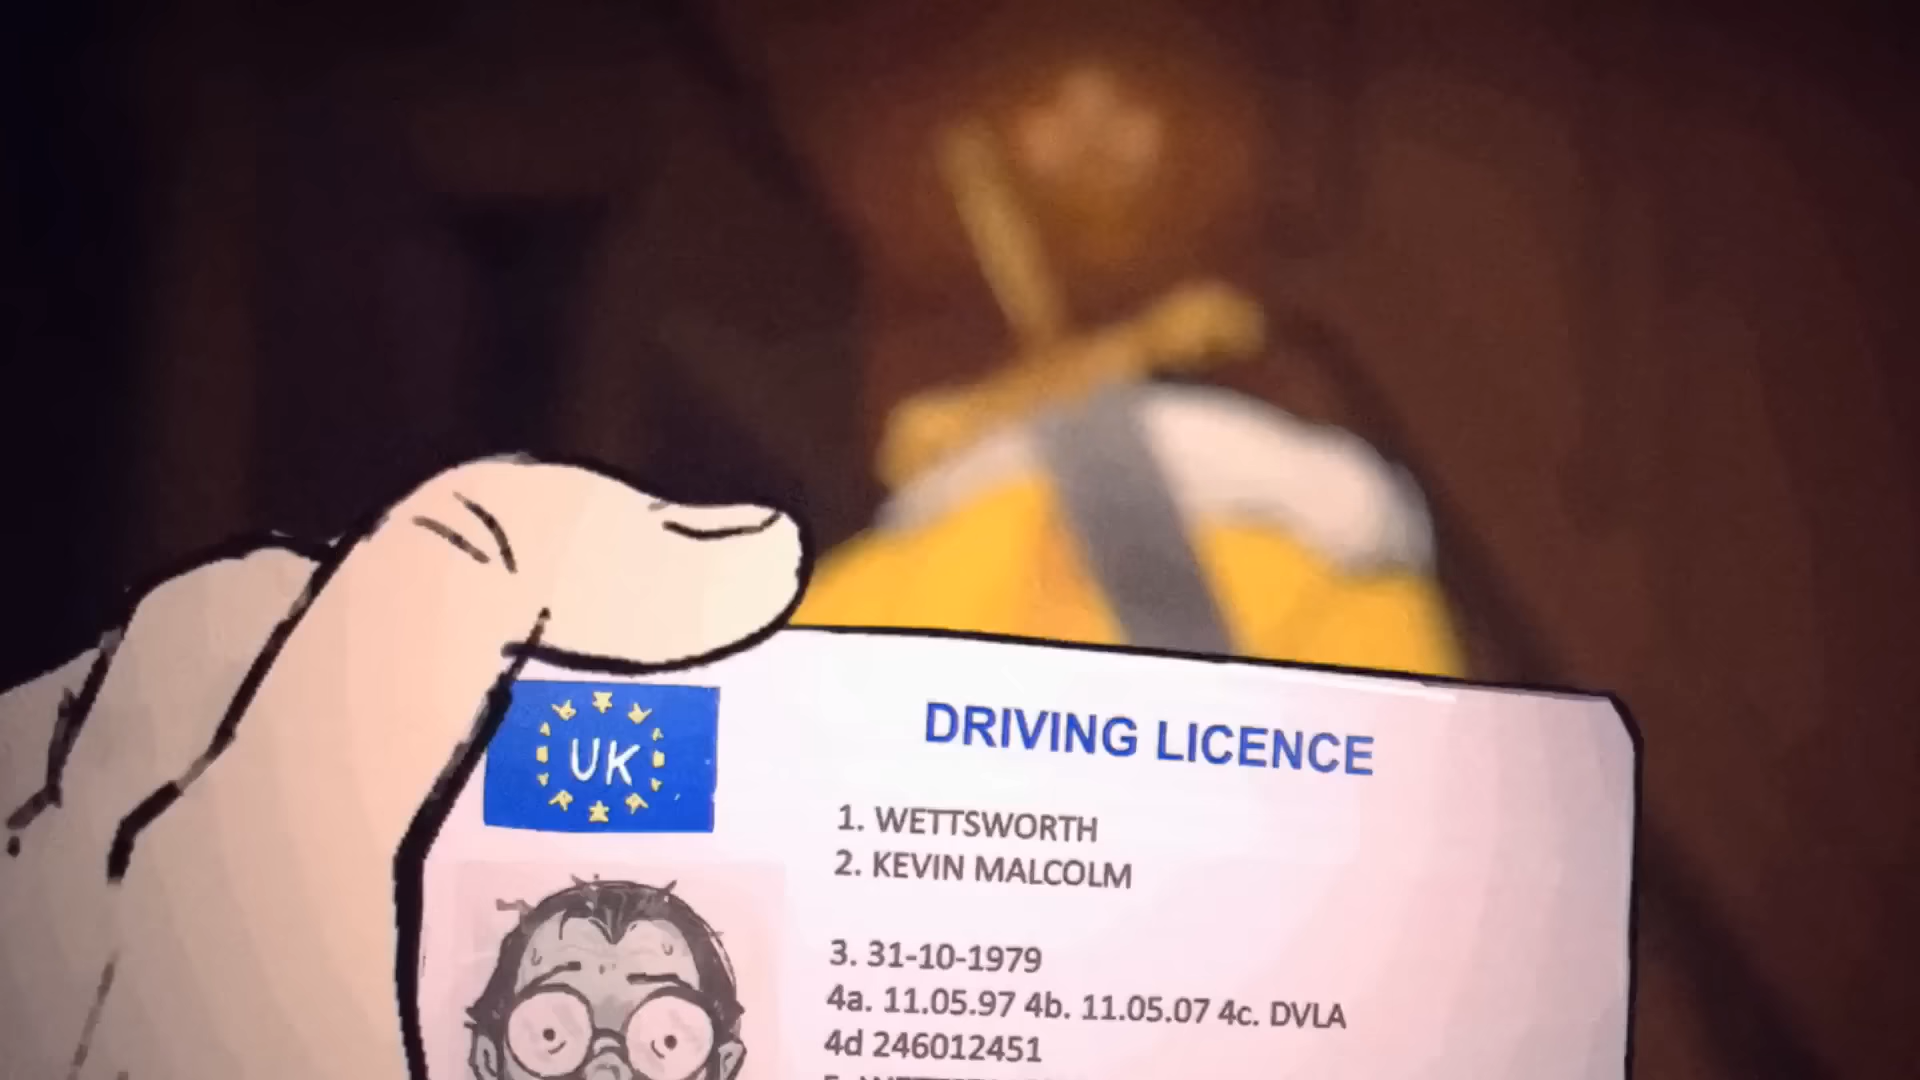 UK
DRIVING LICENCE
1. WETTSWORTH
2. KEVIN MALCOLM
3. 31-10-1979
4a. 11.05.97 4b. 11.05.07 4c. DVLA
4d 246012451